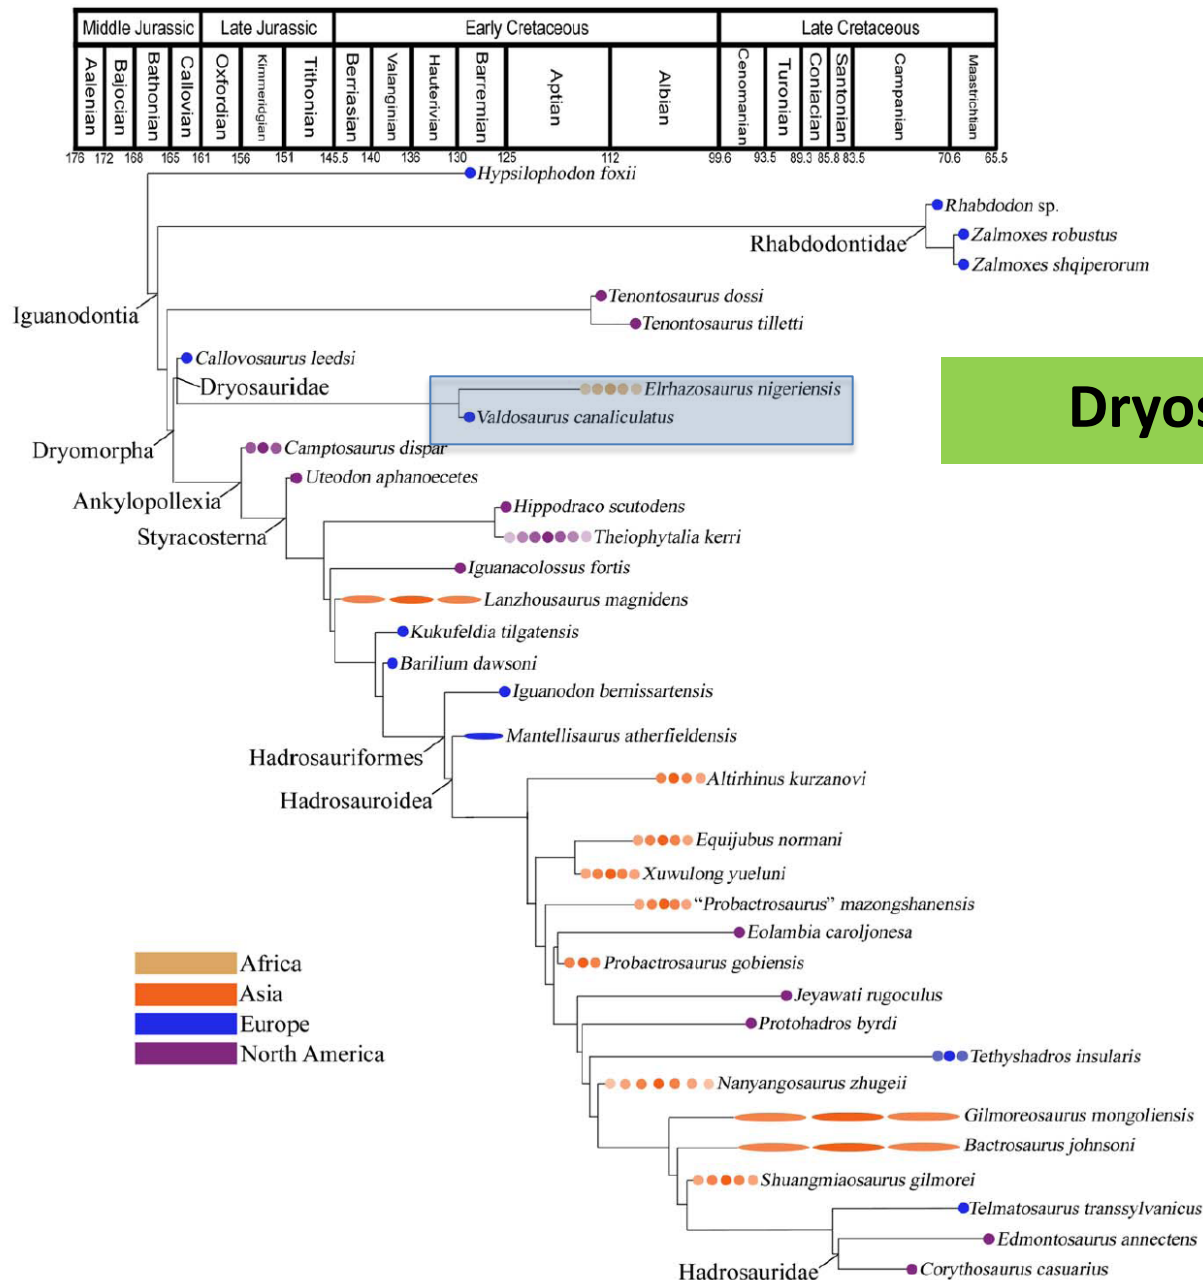 Middle Jurassic Late Jurassic Early Cretaceous Late Cretaceous
Aalenian Bajocian Bathonian Callovian Oxfordian Kimmeridgian Tithonian Berriasian Valanginian Hauterivian Barremian Aptian Albian Cenomanian Turonian Coniacian Santonian Campanian Maastrichtian
176 172 168 165 161 156 151 145.5 140 136 130 125 112 99.6 93.5 89.3 85.8 83.5 70.6 65.5
Hypsilophodon foxii
Rhabdodon sp.
Zalmoxes robustus
Rhabdodontidae
Zalmoxes shqiperorum
Tenontosaurus dossi
Iguanodontia
Tenontosaurus tilletti
Callovosaurus leedsi
Dryosauridae
Elrhazosaurus nigeriensis
Dryos
Valdosaurus canaliculatus
Dryomorpha
Camptosaurus dispar
Uteodon aphanoecetes
Ankylopollexia
Hippodraco scutodens
Styracosterna
Theiophytalia kerri
Iguanacolossus fortis
Lanzhousaurus magnidens
Kukufeldia tilgatensis
Barilium dawsoni
Iguanodon bernissartensis
Mantellisaurus atherfieldensis
Hadrosauriformes
Altirhinus kurzanovi
Hadrosauroidea
Equijubus normani
Xuwulong yueluni
“Probactrosaurus” mazongshanensis
Eolambia caroljonesa
Probactrosaurus gobiensis
Africa
Asia
Europe
North America
Jeyawati rugoculus
Protohadros byrdi
Tethyshadros insularis
Nanyangosaurus zhugeii
Gilmoreosaurus mongoliensis
Bactrosaurus johnsoni
Shuangmiaosaurus gilmorei
Telmatosaurus transsylvanicus
Edmontosaurus annectens
Hadrosauridae
Corythosaurus casuarius